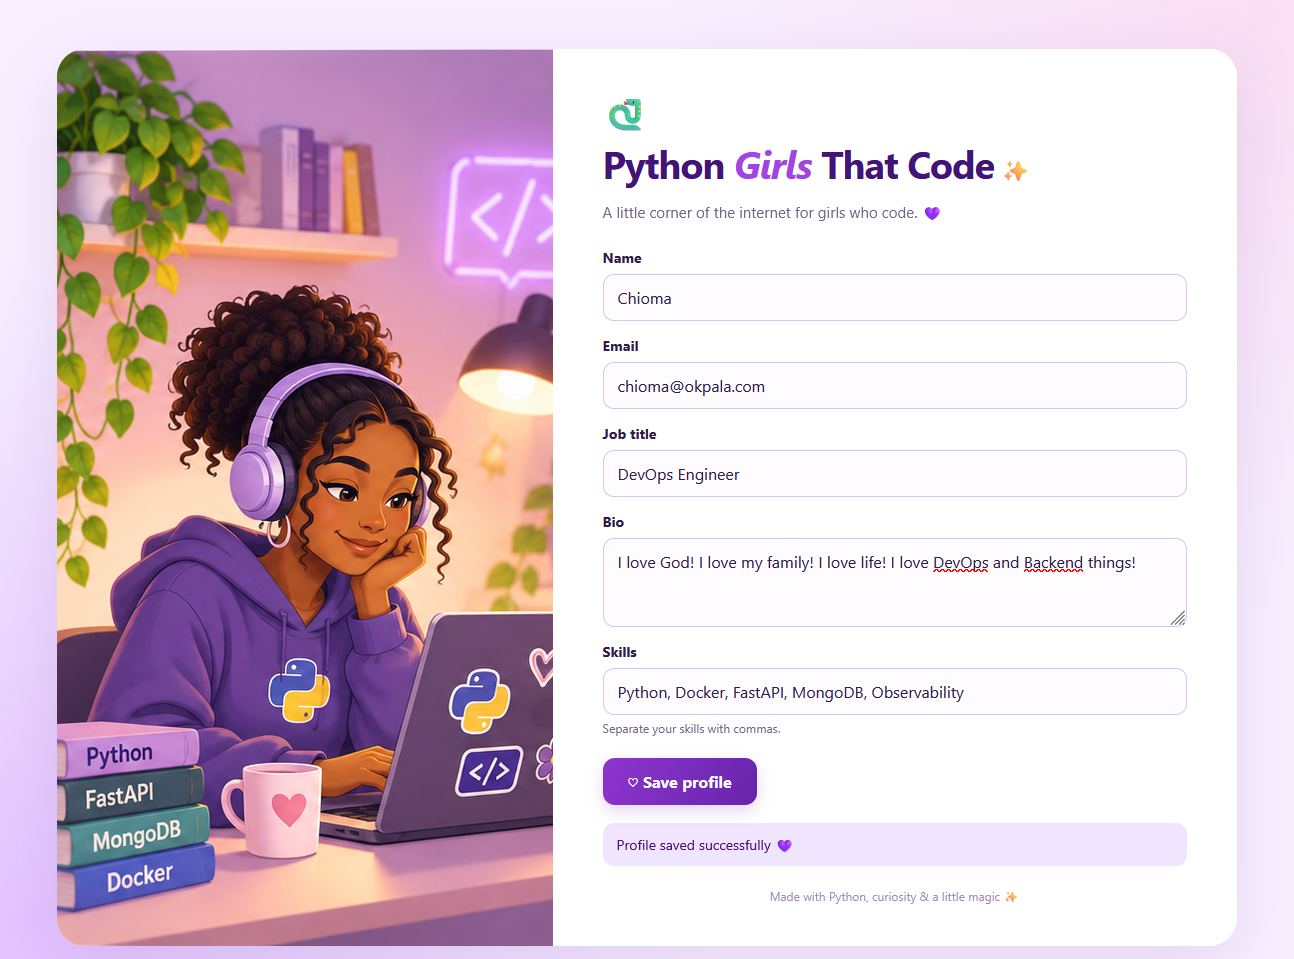 </>
Python
FastAPI
MongoDB
Docker
</>
Python Girls That Code ✨
A little corner of the internet for girls who code. 💜
Name
Chioma
Email
chioma@okpala.com
Job title
DevOps Engineer
Bio
I love God! I love my family! I love life! I love DevOps and Backend things!
Skills
Python, Docker, FastAPI, MongoDB, Observability
Separate your skills with commas.
♡ Save profile
Profile saved successfully 💜
Made with Python, curiosity & a little magic ✨